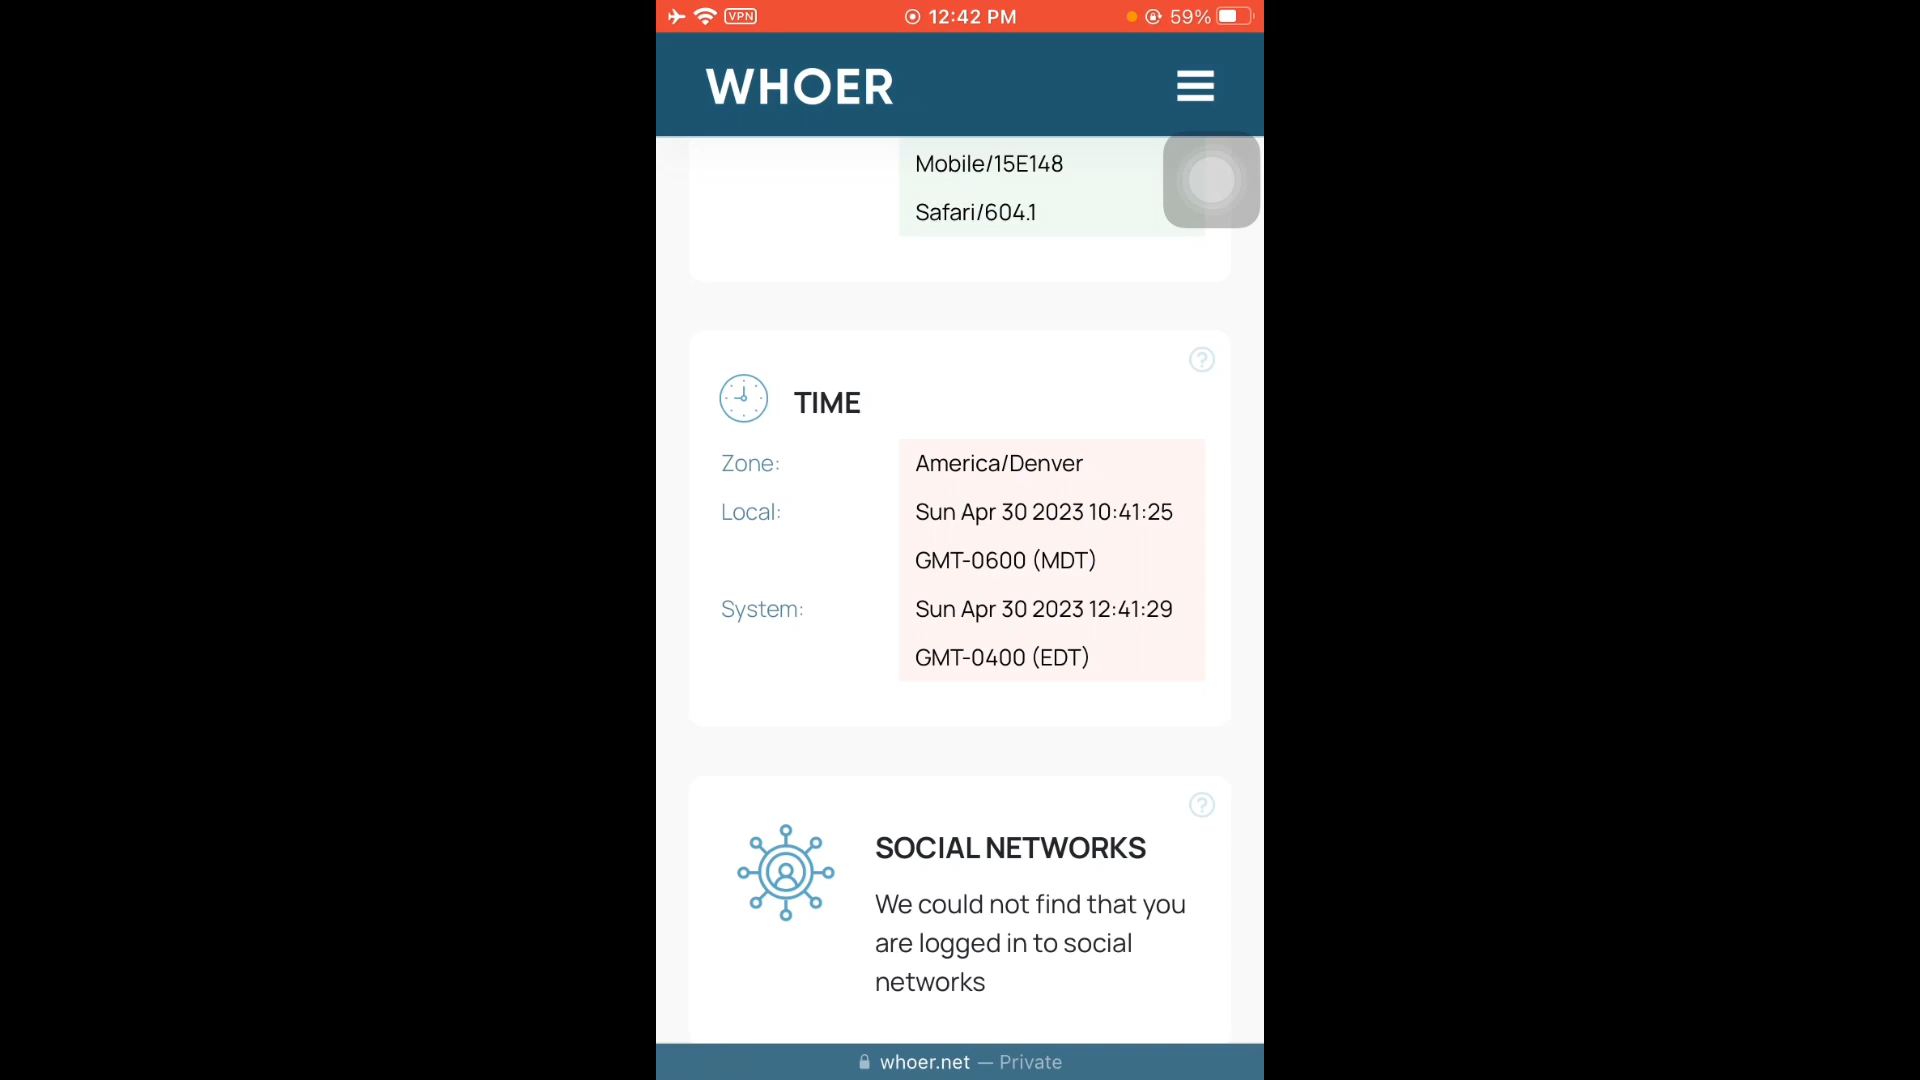 VPN 12:42 PM 59%
WHOER
Mobile/15E148
Safari/604.1
?
TIME
Zone: America/Denver
Local: Sun Apr 30 2023 10:41:25
GMT-0600 (MDT)
System: Sun Apr 30 2023 12:41:29
GMT-0400 (EDT)
?
SOCIAL NETWORKS
We could not find that you
are logged in to social
networks
whoer.net — Private